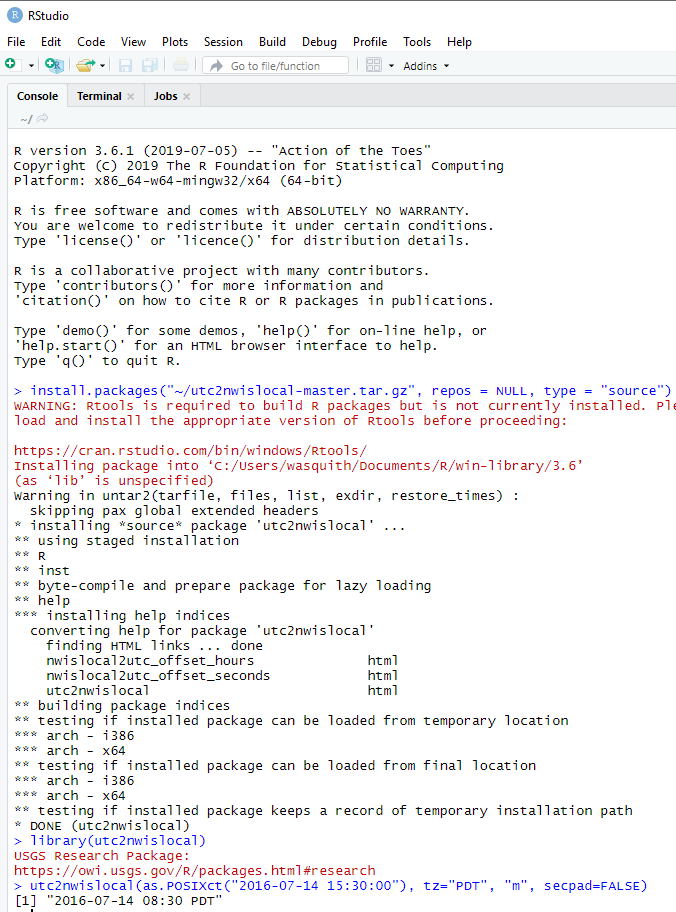 RStudio
File Edit Code View Plots Session Build Debug Profile Tools Help
Go to file/function Addins
Console Terminal Jobs
~/
R version 3.6.1 (2019-07-05) -- "Action of the Toes"
Copyright (C) 2019 The R Foundation for Statistical Computing
Platform: x86_64-w64-mingw32/x64 (64-bit)
R is free software and comes with ABSOLUTELY NO WARRANTY.
You are welcome to redistribute it under certain conditions.
Type 'license()' or 'licence()' for distribution details.
R is a collaborative project with many contributors.
Type 'contributors()' for more information and
'citation()' on how to cite R or R packages in publications.
Type 'demo()' for some demos, 'help()' for on-line help, or
'help.start()' for an HTML browser interface to help.
Type 'q()' to quit R.
> install.packages("~/utc2nwislocal-master.tar.gz", repos = NULL, type = "source")
WARNING: Rtools is required to build R packages but is not currently installed. Ple
load and install the appropriate version of Rtools before proceeding:
https://cran.rstudio.com/bin/windows/Rtools/
Installing package into ‘C:/Users/wasquith/Documents/R/win-library/3.6’
(as ‘lib’ is unspecified)
Warning in untar2(tarfile, files, list, exdir, restore_times) :
  skipping pax global extended headers
* installing *source* package 'utc2nwislocal' ...
** using staged installation
** R
** inst
** byte-compile and prepare package for lazy loading
** help
*** installing help indices
  converting help for package 'utc2nwislocal'
    finding HTML links ... done
    nwislocal2utc_offset_hours              html
    nwislocal2utc_offset_seconds            html
    utc2nwislocal                           html
** building package indices
** testing if installed package can be loaded from temporary location
*** arch - i386
*** arch - x64
** testing if installed package can be loaded from final location
*** arch - i386
*** arch - x64
** testing if installed package keeps a record of temporary installation path
* DONE (utc2nwislocal)
> library(utc2nwislocal)
USGS Research Package:
https://owi.usgs.gov/R/packages.html#research
> utc2nwislocal(as.POSIXct("2016-07-14 15:30:00"), tz="PDT", "m", secpad=FALSE)
[1] "2016-07-14 08:30 PDT"